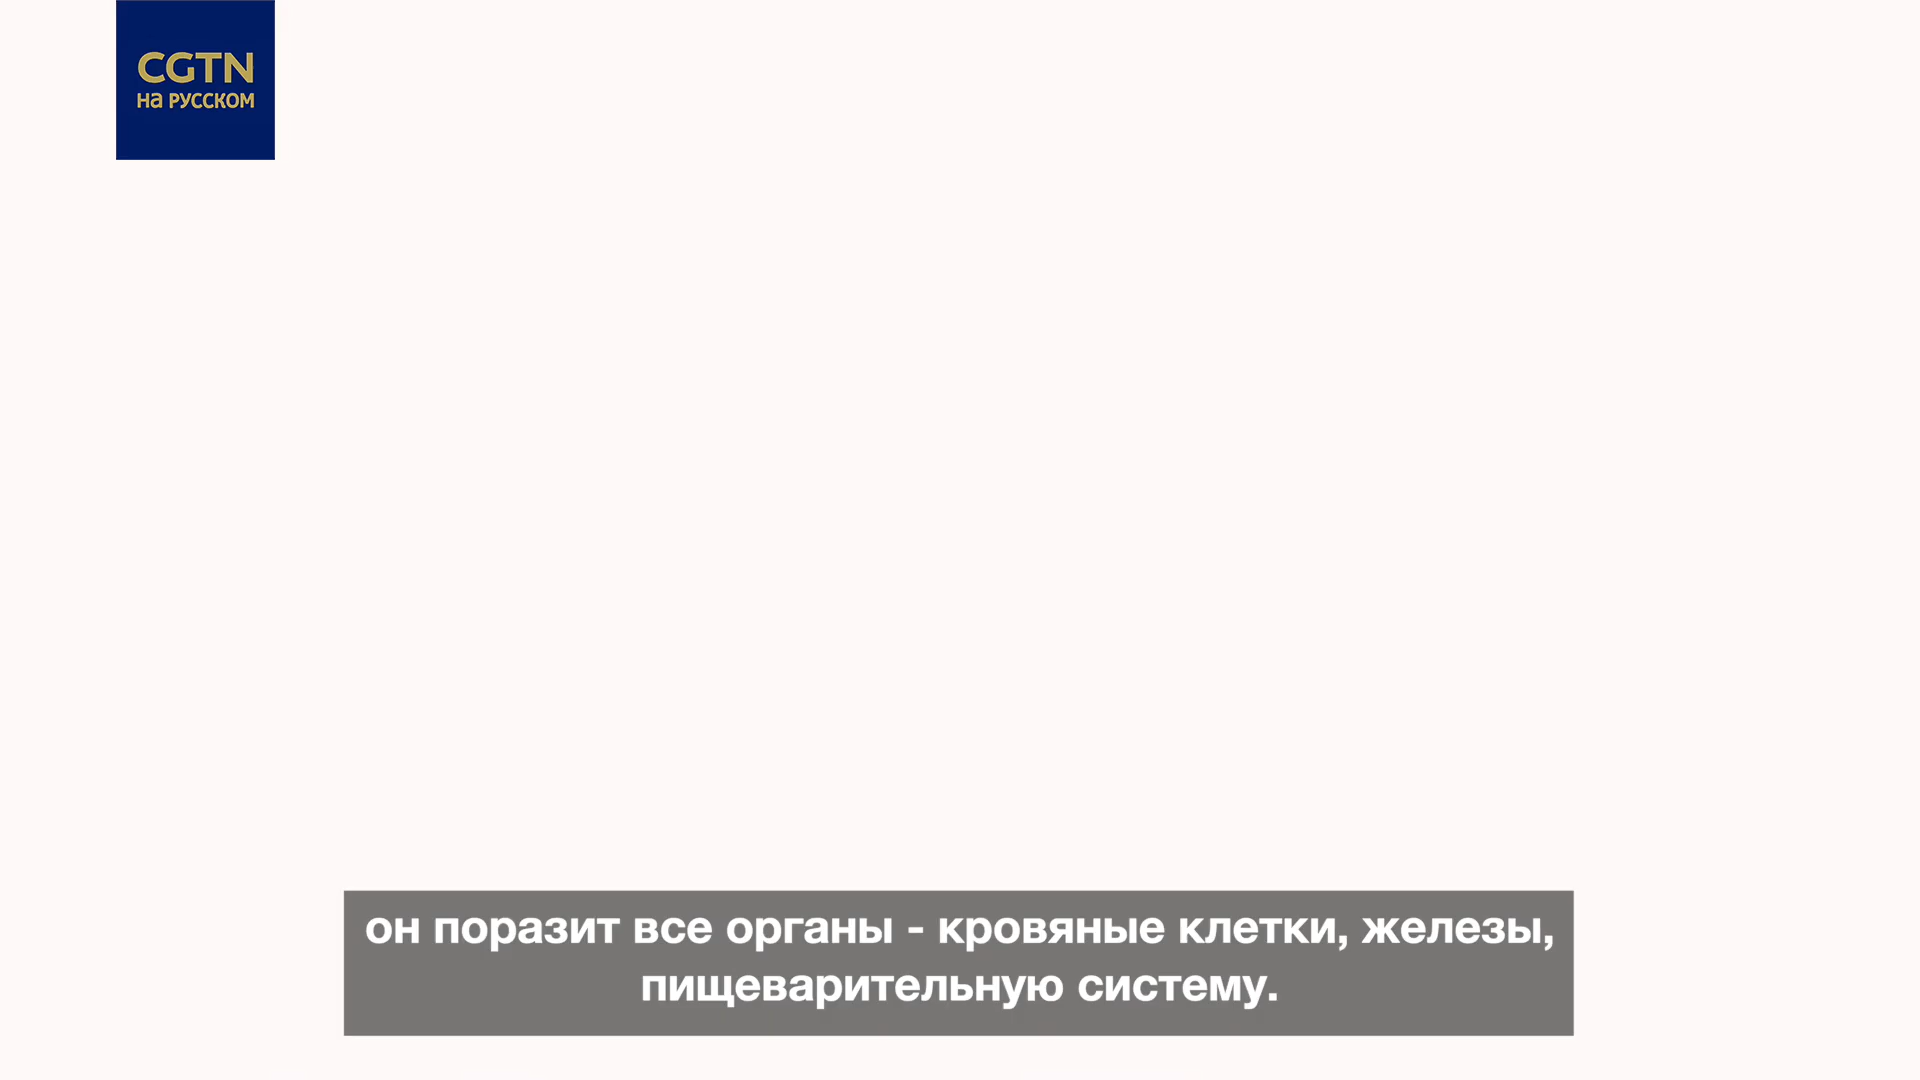 CGTN
на русском
он поразит все органы - кровяные клетки, железы,
пищеварительную систему.